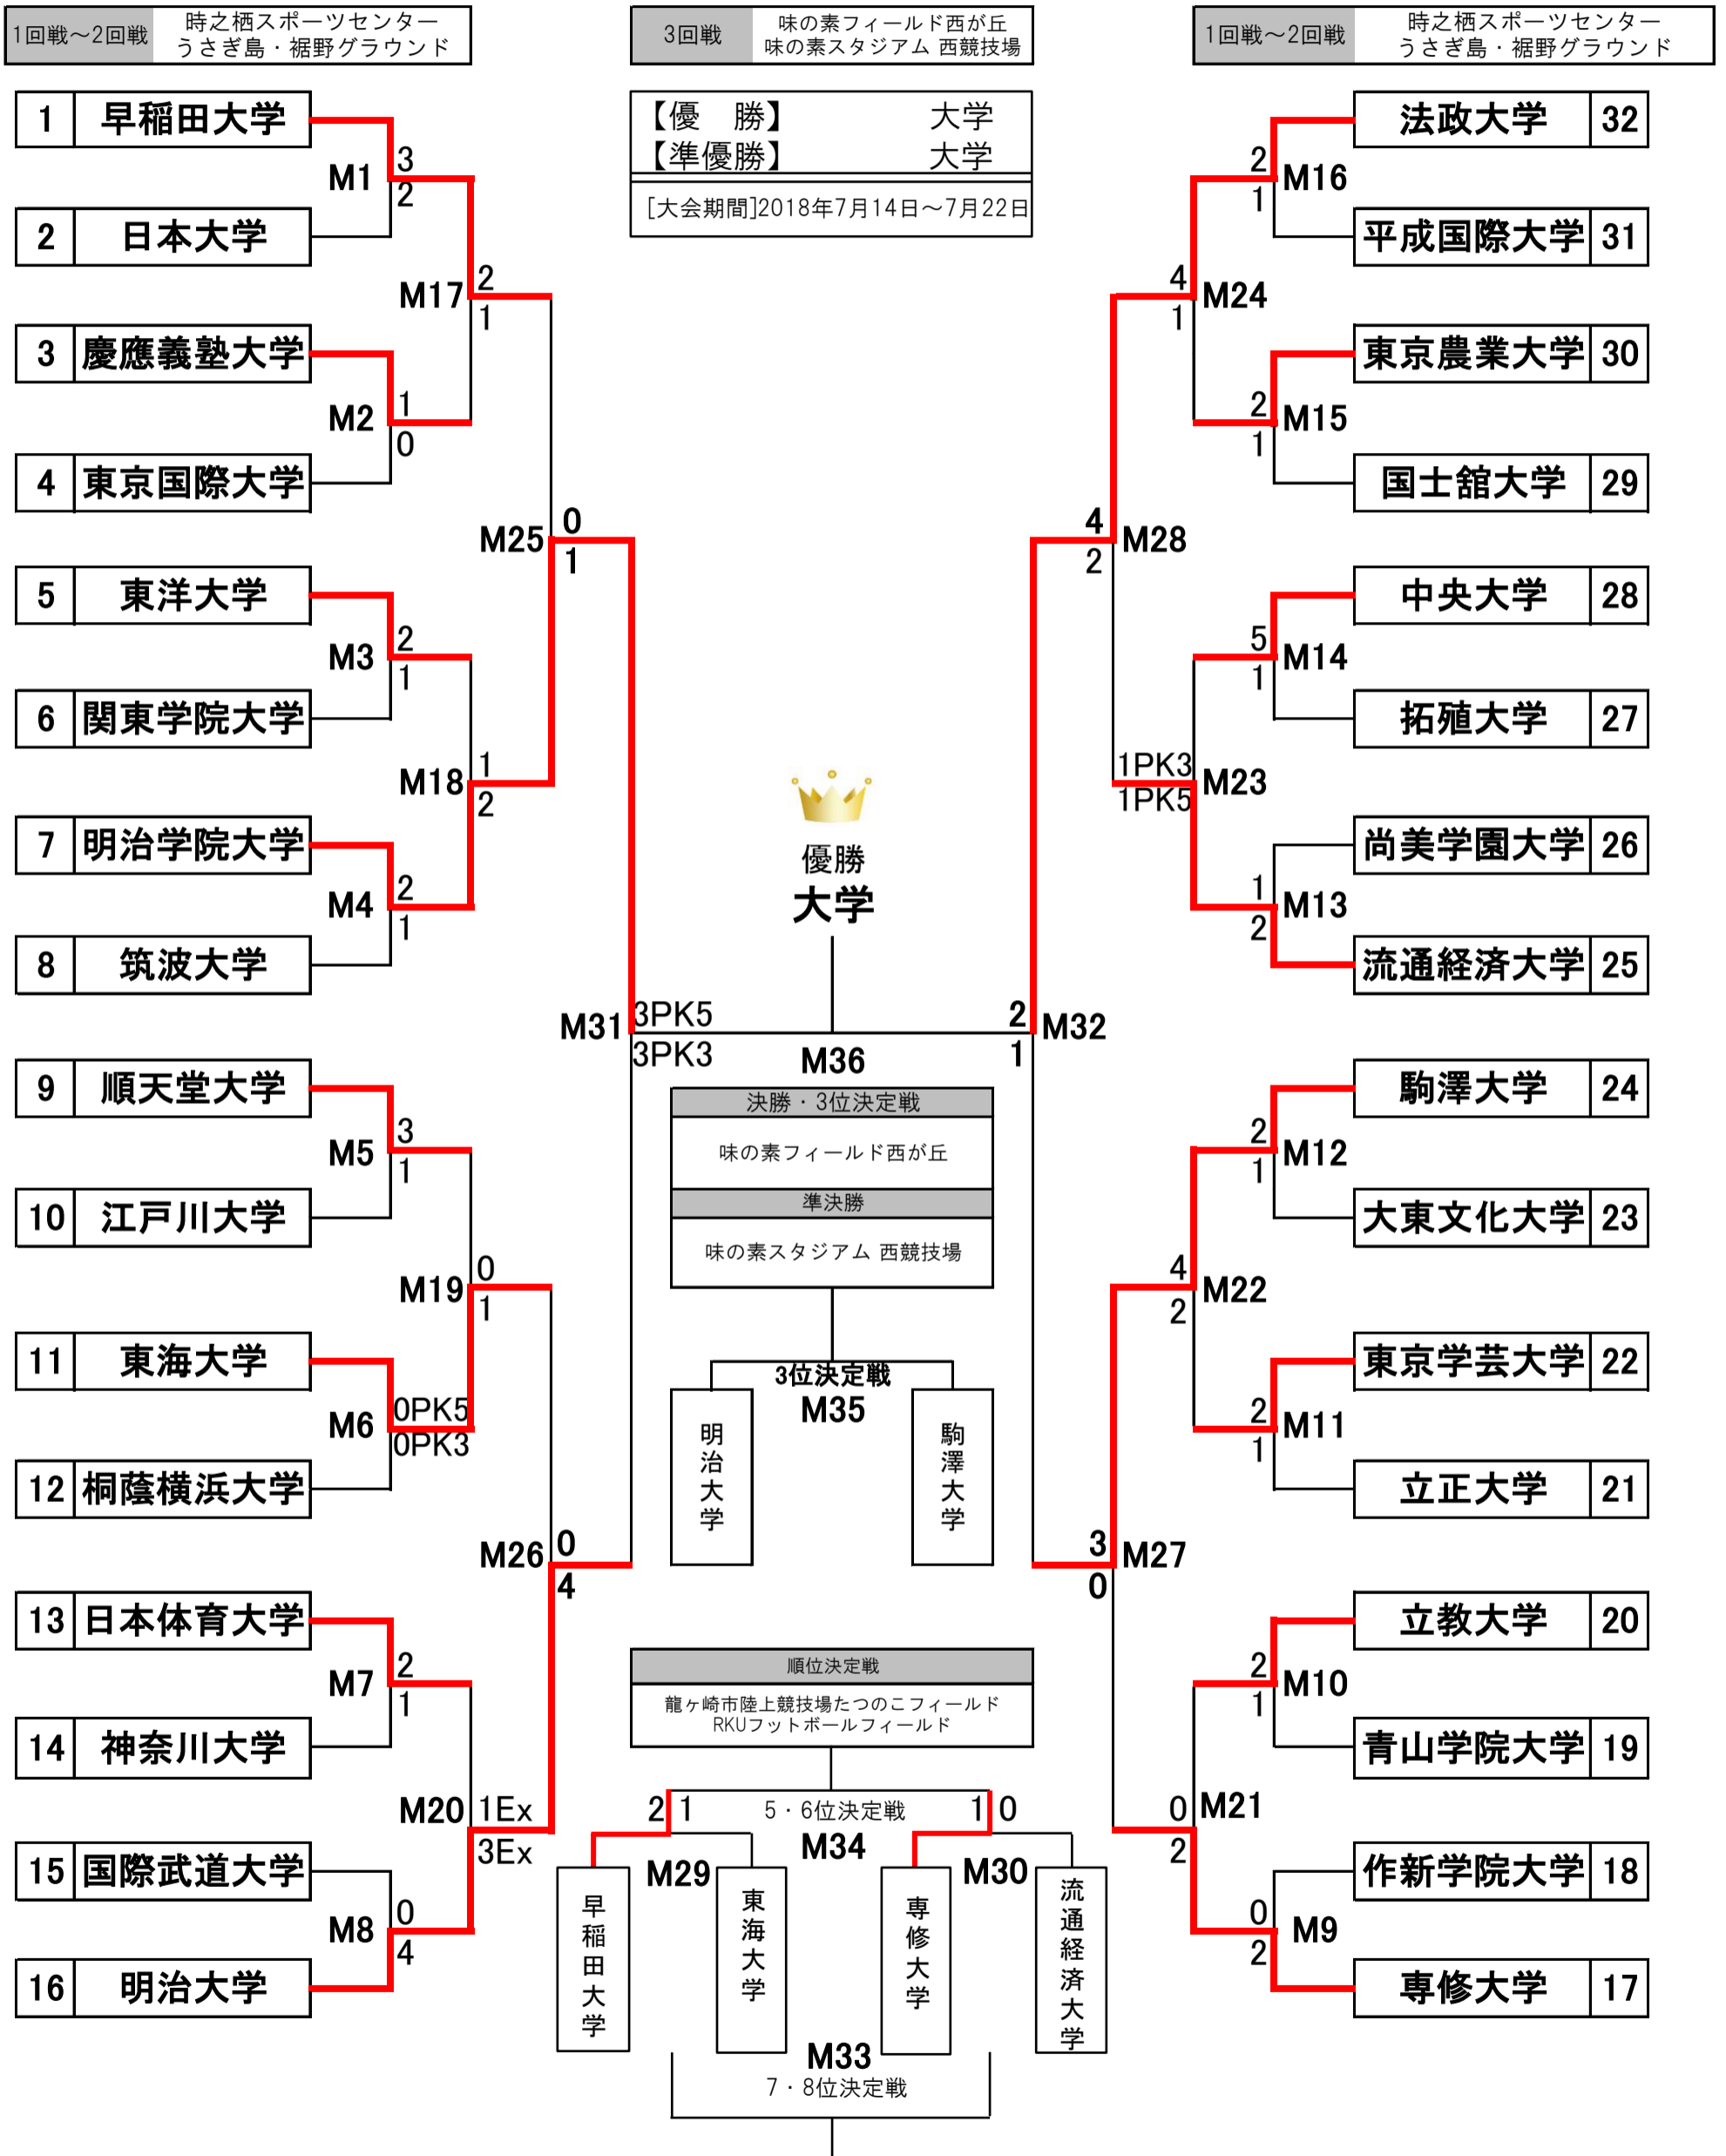 1回戦～2回戦
時之栖スポーツセンター
うさぎ島・裾野グラウンド
3回戦
味の素フィールド西が丘
味の素スタジアム 西競技場
1回戦～2回戦
時之栖スポーツセンター
うさぎ島・裾野グラウンド
【優　勝】 大学
【準優勝】 大学
[大会期間]2018年7月14日～7月22日
1 早稲田大学
M1
3
2
2 日本大学
M17
2
1
3 慶應義塾大学
M2
1
0
4 東京国際大学
M25
0
1
5 東洋大学
M3
2
1
6 関東学院大学
M18
1
2
7 明治学院大学
M4
2
1
8 筑波大学
M31
3PK5
3PK3
9 順天堂大学
M5
3
1
10 江戸川大学
M19
0
1
11 東海大学
M6
0PK5
0PK3
12 桐蔭横浜大学
M26
0
4
13 日本体育大学
M7
2
1
14 神奈川大学
M20
1Ex
3Ex
15 国際武道大学
M8
0
4
16 明治大学
優勝
大学
M36
決勝・3位決定戦
味の素フィールド西が丘
準決勝
味の素スタジアム 西競技場
3位決定戦
M35
明治大学
駒澤大学
順位決定戦
龍ヶ崎市陸上競技場たつのこフィールド
RKUフットボールフィールド
2 1
5・6位決定戦
1 0
M34
M29
M30
早稲田大学
東海大学
専修大学
流通経済大学
M33
7・8位決定戦
法政大学 32
2
M16
1
平成国際大学 31
4
M24
1
東京農業大学 30
2
M15
1
国士舘大学 29
4
M28
2
中央大学 28
5
M14
1
拓殖大学 27
1PK3
M23
1PK5
尚美学園大学 26
1
M13
2
流通経済大学 25
2
M32
1
駒澤大学 24
2
M12
1
大東文化大学 23
4
M22
2
東京学芸大学 22
2
M11
1
立正大学 21
3
M27
0
立教大学 20
2
M10
1
青山学院大学 19
0
M21
2
作新学院大学 18
0
M9
2
専修大学 17